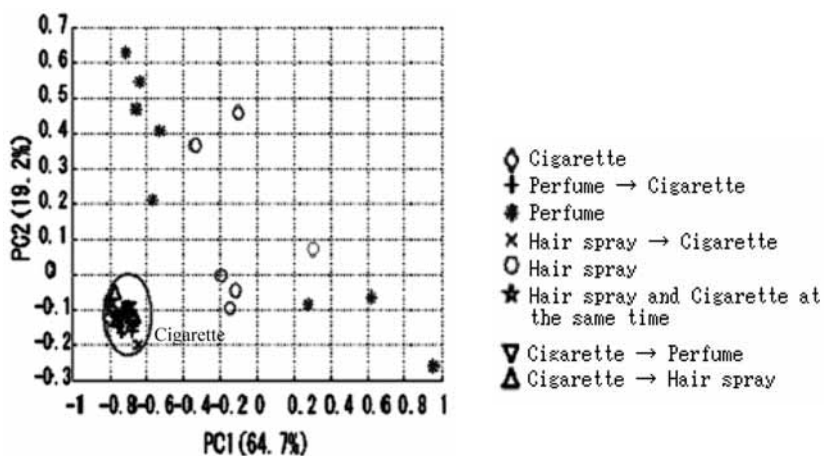 0.7
0.6
0.5
0.4
0.3
0.2
0.1
0
-0.1
-0.2
-0.3
PC2 (19.2%)
Cigarette
-1 -0.8 -0.6 -0.4 -0.2 0 0.2 0.4 0.6 0.8 1
PC1 (64.7%)
Cigarette
Perfume → Cigarette
Perfume
Hair spray → Cigarette
Hair spray
Hair spray and Cigarette at
the same time
Cigarette → Perfume
Cigarette → Hair spray